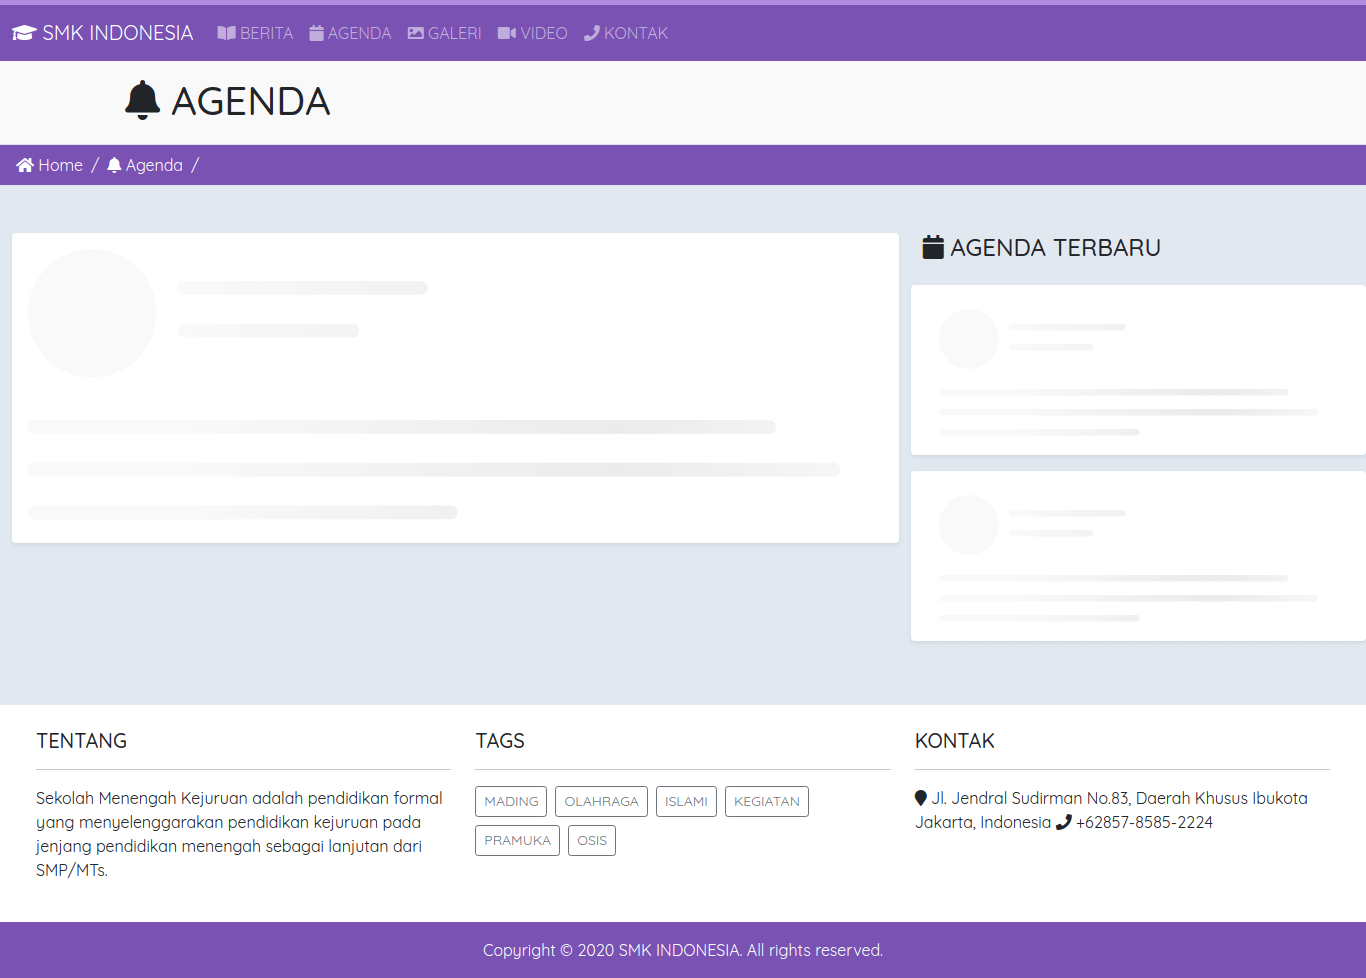 SMK INDONESIA BERITA AGENDA GALERI VIDEO KONTAK
AGENDA
Home / Agenda /
AGENDA TERBARU
TENTANG
Sekolah Menengah Kejuruan adalah pendidikan formal
yang menyelenggarakan pendidikan kejuruan pada
jenjang pendidikan menengah sebagai lanjutan dari
SMP/MTs.
TAGS
MADING OLAHRAGA ISLAMI KEGIATAN
PRAMUKA OSIS
KONTAK
Jl. Jendral Sudirman No.83, Daerah Khusus Ibukota
Jakarta, Indonesia +62857-8585-2224
Copyright © 2020 SMK INDONESIA. All rights reserved.